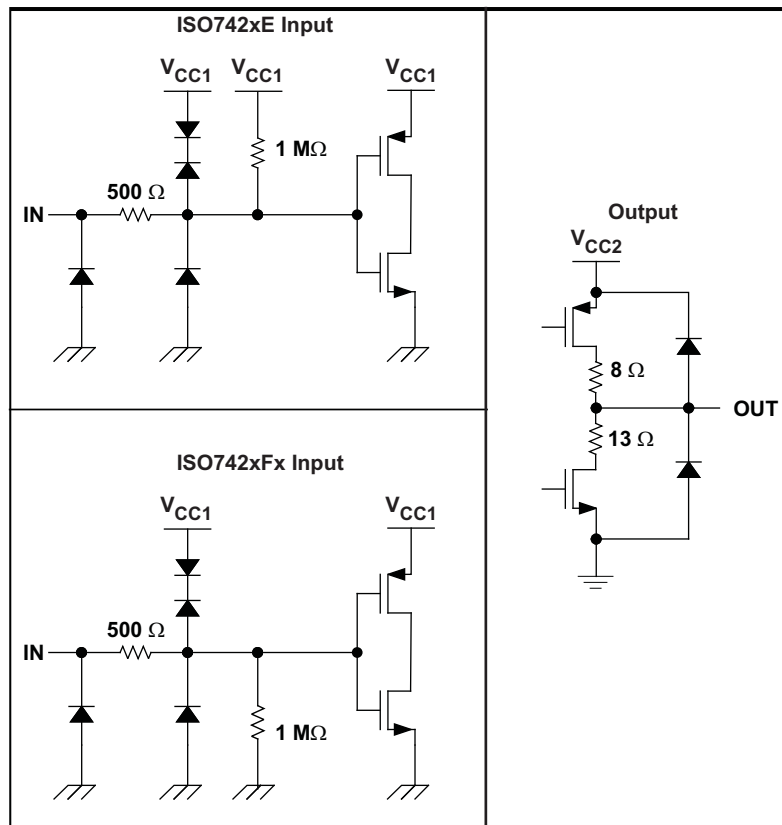 ISO742xE Input
VCC1
VCC1
VCC1
1 MΩ
500 Ω
IN
Output
VCC2
8 Ω
OUT
13 Ω
ISO742xFx Input
VCC1
VCC1
500 Ω
IN
1 MΩ